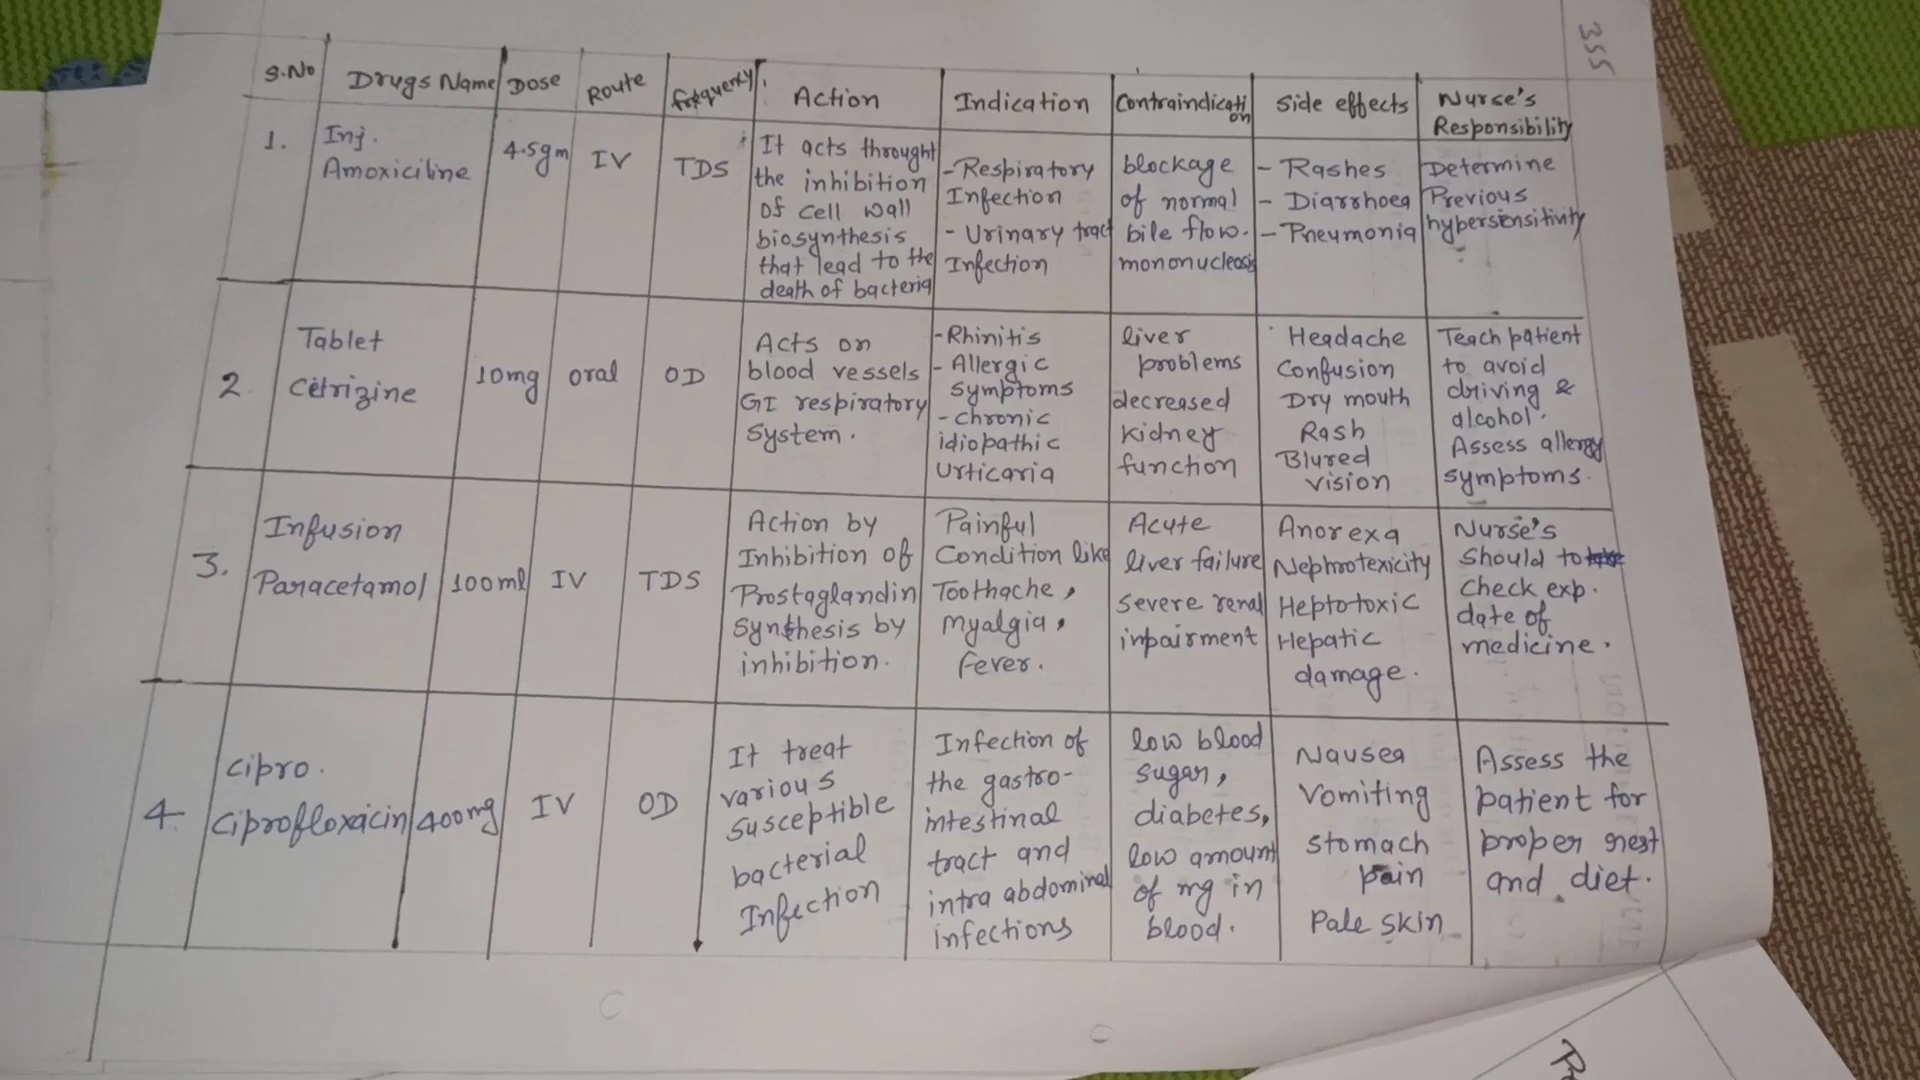 355
S.No Drugs Name Dose Route frequency Action Indication Contraindication Side effects Nurse's Responsibility
1.
Inj.
Amoxiciline
4.5gm
IV
TDS
It acts throught
the inhibition
of cell wall
biosynthesis
that lead to the
death of bacteria
- Respiratory
Infection
- Urinary tract
Infection
blockage
of normal
bile flow.
mononucleosis
- Rashes
- Diarrhoea
- Pneumonia
Determine
Previous
hybersensitivity
2.
Tablet
Citrizine
10mg
oral
OD
Acts on
blood vessels
GI respiratory
System.
- Rhinitis
- Allergic
symptoms
- Chronic
idiopathic
Urticaria
liver
problems
decreased
kidney
function
Headache
Confusion
Dry mouth
Rash
Blured
vision
Teach patient
to avoid
driving &
alcohol.
Assess allergy
symptoms.
3.
Infusion
Paracetamol
100ml
IV
TDS
Action by
Inhibition of
Prostaglandin
Synthesis by
inhibition.
Painful
Condition like
Toothache,
Myalgia,
Fever.
Acute
liver failure
severe renal
inpairment
Anorexa
Nephrotexicity
Heptotoxic
Hepatic
damage.
Nurse's
Should to
check exp.
date of
medicine.
4.
Cipro.
Ciprofloxacin
400mg
IV
OD
It treat
various
susceptible
bacterial
Infection
Infection of
the gastro-
intestinal
tract and
intra abdominal
infections
low blood
sugar,
diabetes,
low amount
of mg in
blood.
Nausea
Vomiting
Stomach
pain
Pale skin
Assess the
patient for
proper rest
and diet.